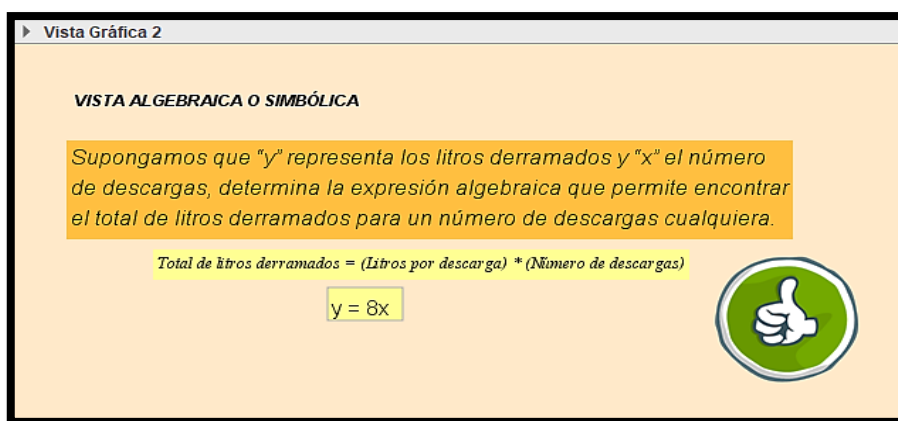 Vista Gráfica 2
VISTA ALGEBRAICA O SIMBÓLICA
Supongamos que “y” representa los litros derramados y “x” el número
de descargas, determina la expresión algebraica que permite encontrar
el total de litros derramados para un número de descargas cualquiera.
Total de litros derramados = (Litros por descarga) * (Número de descargas)
y = 8x